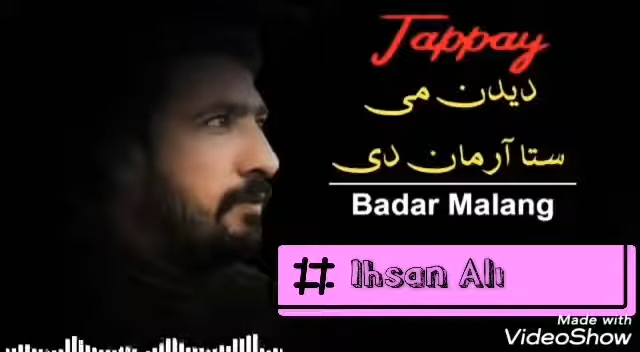 Tappay
دیدن می
ستا آرمان دی
Badar Malang
# Ihsan Ali
Made with
VideoShow